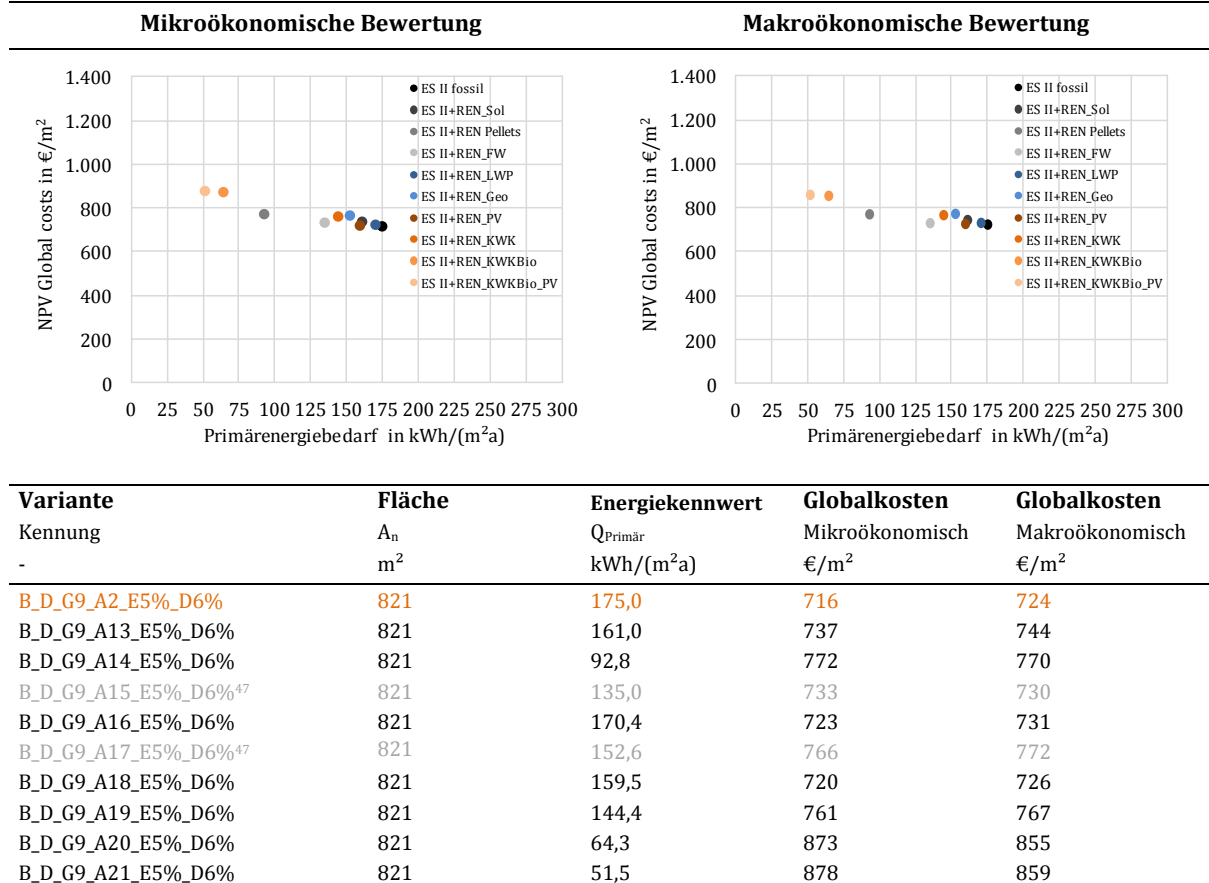 Mikroökonomische Bewertung
Makroökonomische Bewertung
NPV Global costs in €/m²
1.400
1.200
1.000
800
600
400
200
0
0 25 50 75 100 125 150 175 200 225 250 275 300
Primärenergiebedarf in kWh/(m²a)
ES II fossil
ES II+REN_Sol
ES II+REN Pellets
ES II+REN_FW
ES II+REN_LWP
ES II+REN_Geo
ES II+REN_PV
ES II+REN_KWK
ES II+REN_KWKBio
ES II+REN_KWKBio_PV
NPV Global costs in €/m²
1.400
1.200
1.000
800
600
400
200
0
0 25 50 75 100 125 150 175 200 225 250 275 300
Primärenergiebedarf in kWh/(m²a)
ES II fossil
ES II+REN_Sol
ES II+REN Pellets
ES II+REN_FW
ES II+REN_LWP
ES II+REN_Geo
ES II+REN_PV
ES II+REN_KWK
ES II+REN_KWKBio
ES II+REN_KWKBio_PV
Variante Fläche Energiekennwert Globalkosten Globalkosten
Kennung An QPrimär Mikroökonomisch Makroökonomisch
- m² kWh/(m²a) €/m² €/m²
B_D_G9_A2_E5%_D6% 821 175,0 716 724
B_D_G9_A13_E5%_D6% 821 161,0 737 744
B_D_G9_A14_E5%_D6% 821 92,8 772 770
B_D_G9_A15_E5%_D6%47 821 135,0 733 730
B_D_G9_A16_E5%_D6% 821 170,4 723 731
B_D_G9_A17_E5%_D6%47 821 152,6 766 772
B_D_G9_A18_E5%_D6% 821 159,5 720 726
B_D_G9_A19_E5%_D6% 821 144,4 761 767
B_D_G9_A20_E5%_D6% 821 64,3 873 855
B_D_G9_A21_E5%_D6% 821 51,5 878 859